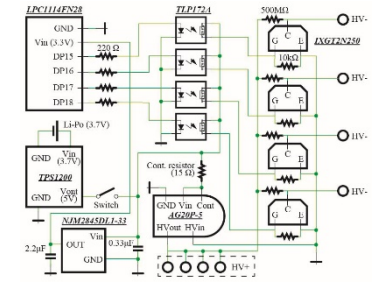 LPC1114FN28
TLP172A
500MΩ
HV-
GND
Vin (3.3V)
220 Ω
G
C
E
IXGT2N250
DP15
10kΩ
DP16
HV-
DP17
G
C
E
DP18
Li-Po (3.7V)
HV-
GND
Vin
(3.7V)
Cont. resistor
(15 Ω)
G
C
E
TPS1200
Vout
(5V)
GND
Switch
GND Vin Cont
AG20P-5
HVout HVin
HV-
NJM2845DL1-33
G
C
E
2.2μF
OUT
Vin
0.33μF
GND
HV+